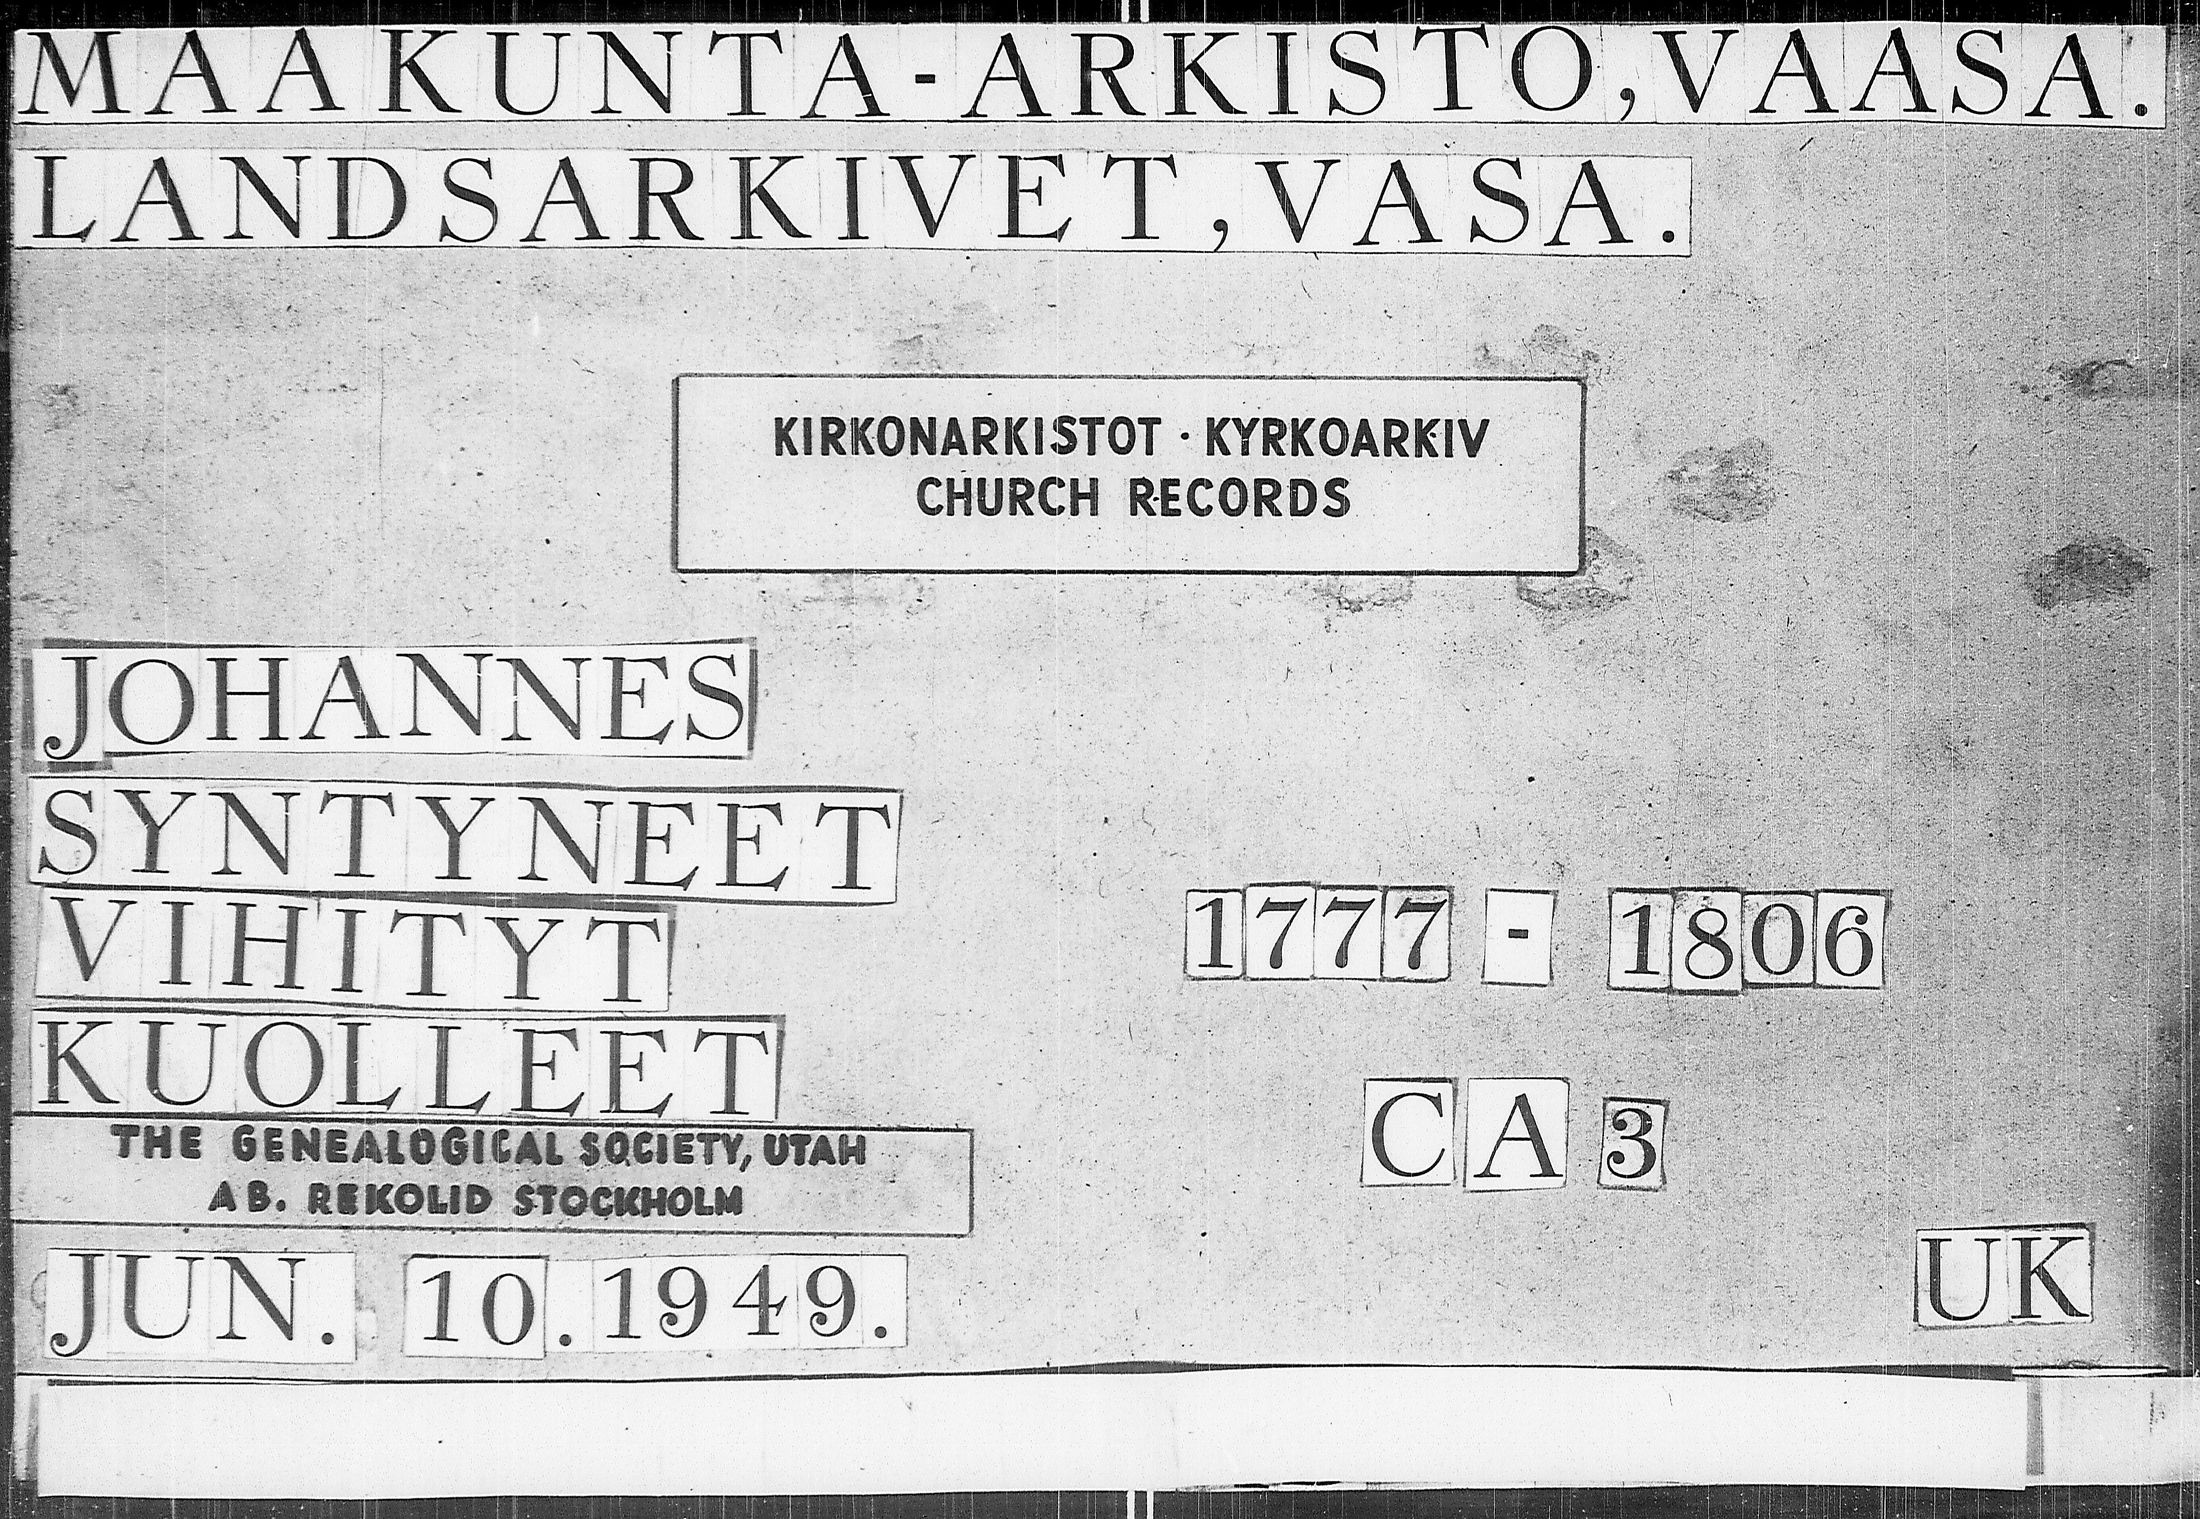 MAAKUNTA-ARKISTO, VAASA.
LANDSARKIVET, VASA.
KIRKONARKISTOT · KYRKOARKIV
CHURCH RECORDS
JOHANNES
SYNTYNEET
VIHITYT
1777 - 1806
KUOLLEET
CA 3
THE GENEALOGICAL SOCIETY, UTAH
AB. REKOLID STOCKHOLM
UK
JUN. 10. 1949.